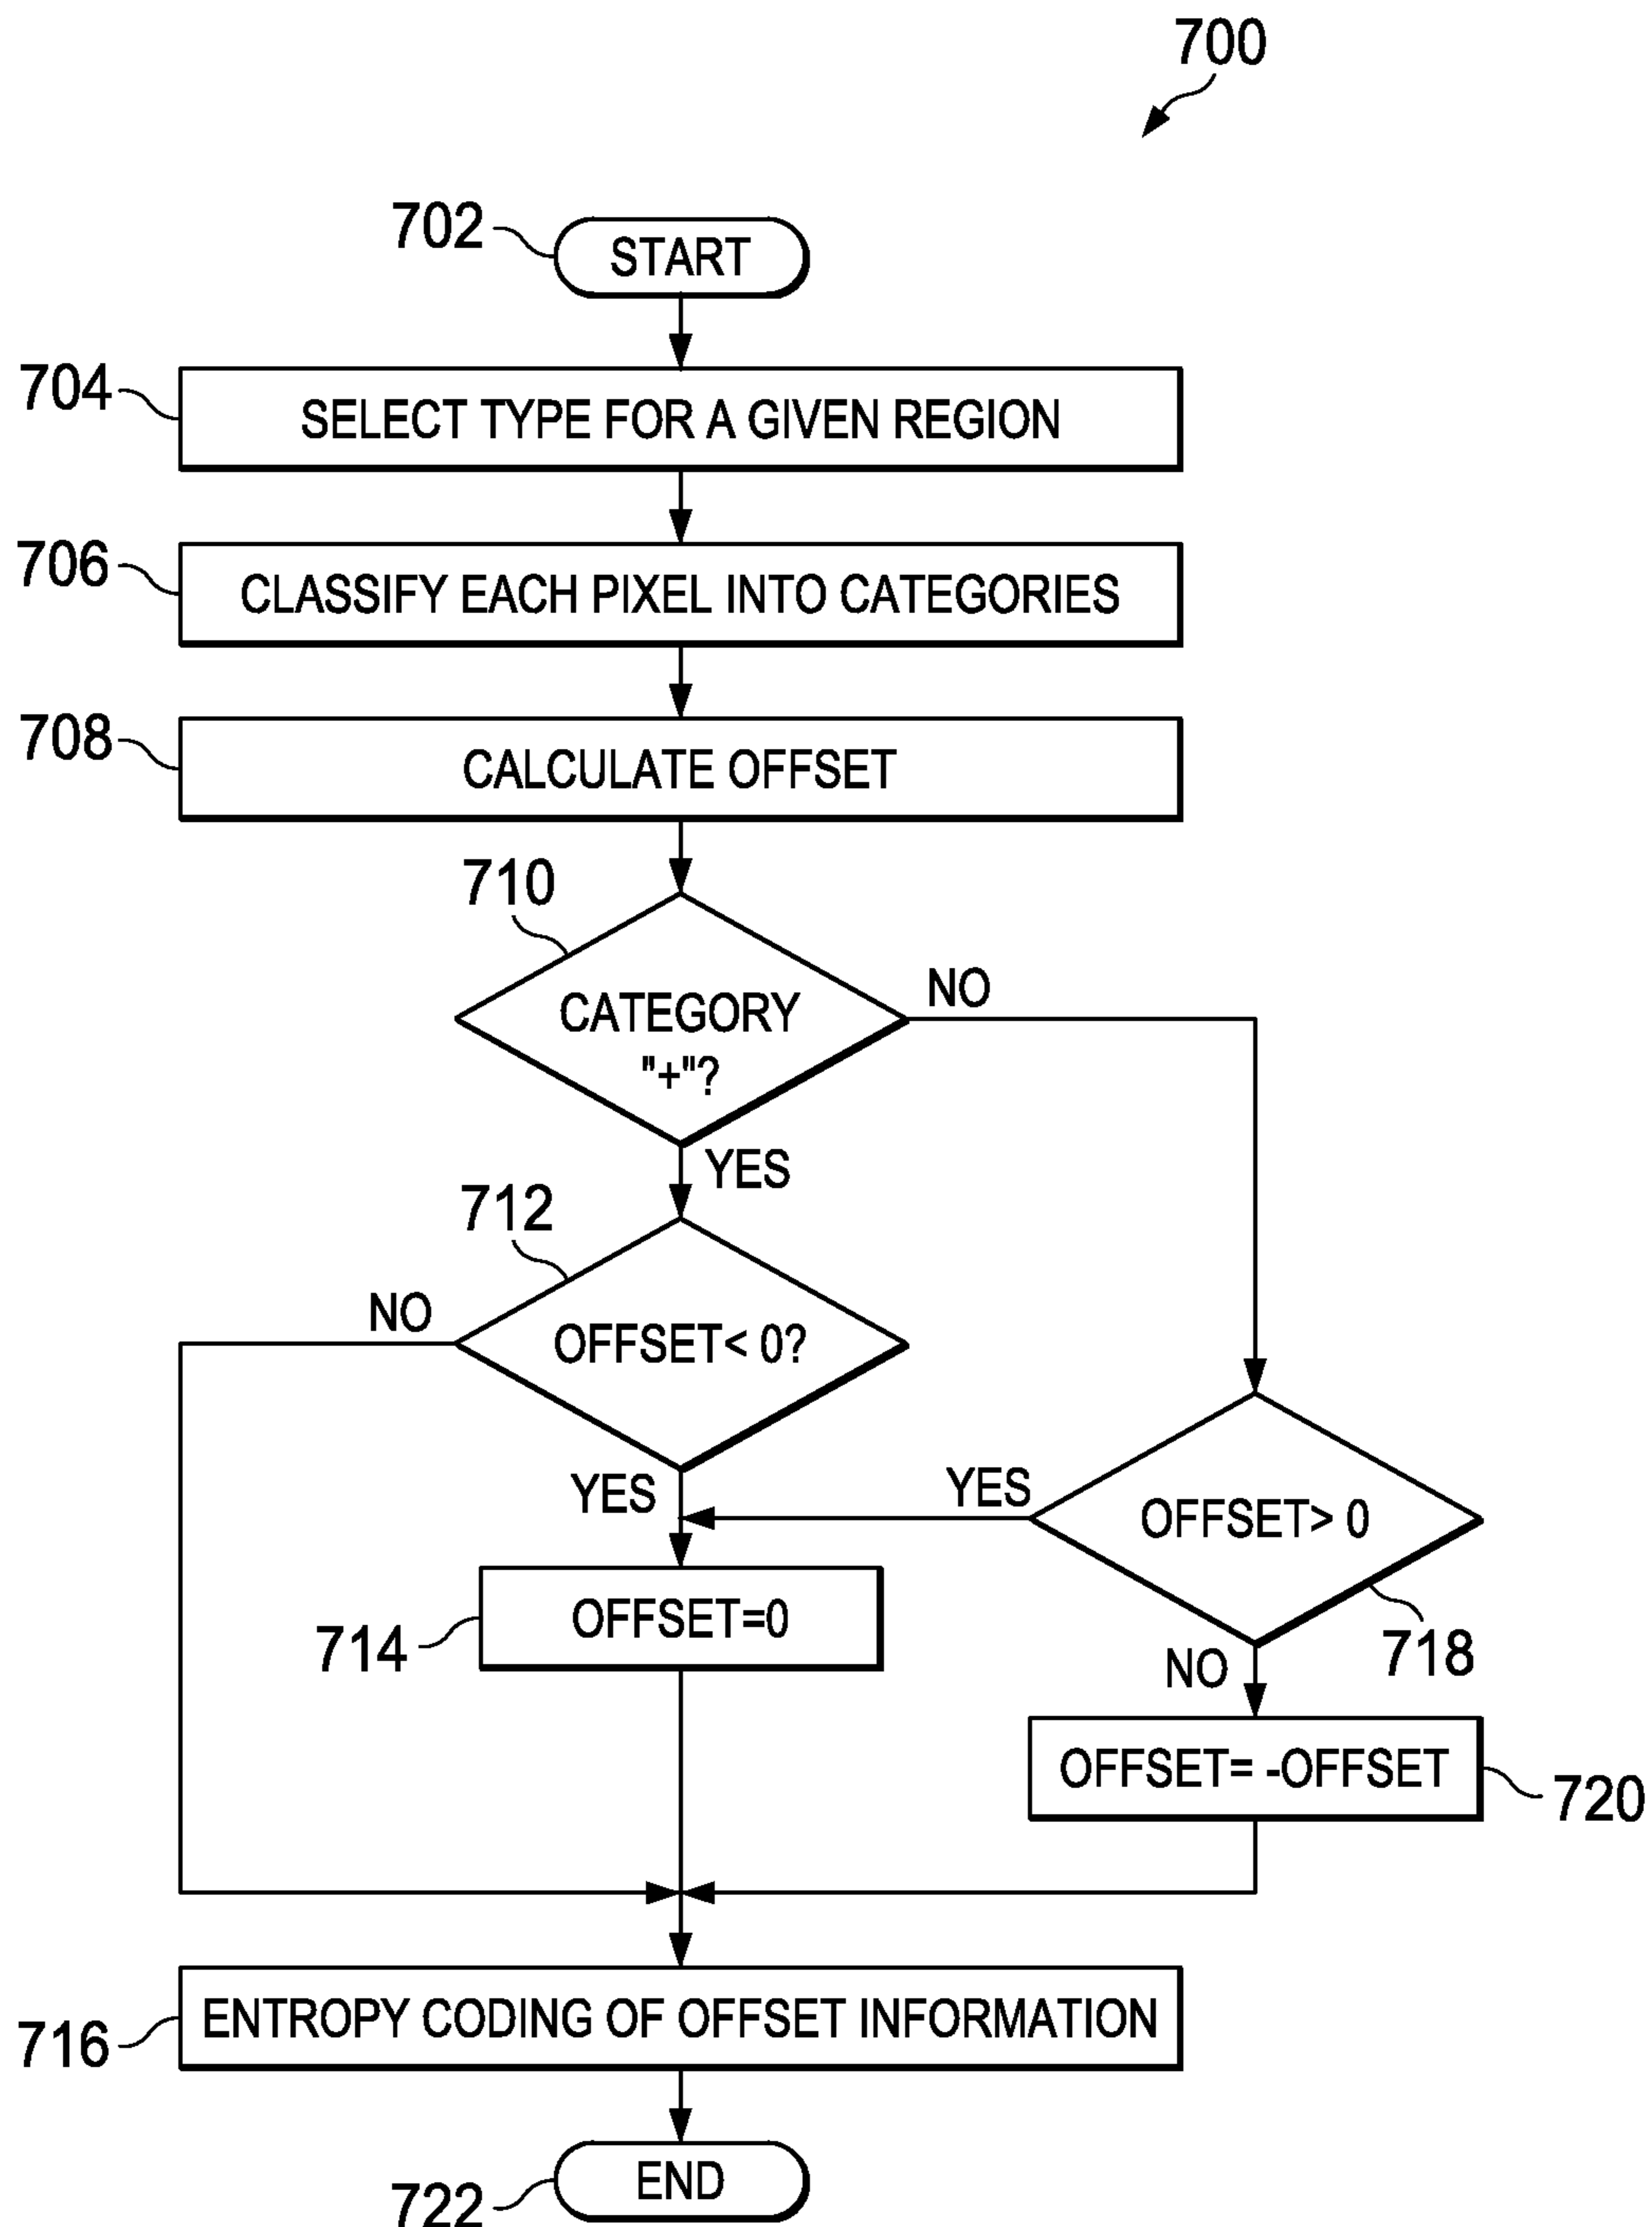 700
702
START
704
SELECT TYPE FOR A GIVEN REGION
706
CLASSIFY EACH PIXEL INTO CATEGORIES
708
CALCULATE OFFSET
710
CATEGORY
"+"?
NO
YES
712
NO
OFFSET< 0?
YES
YES
OFFSET> 0
718
714
OFFSET=0
NO
OFFSET= -OFFSET
720
716
ENTROPY CODING OF OFFSET INFORMATION
722
END